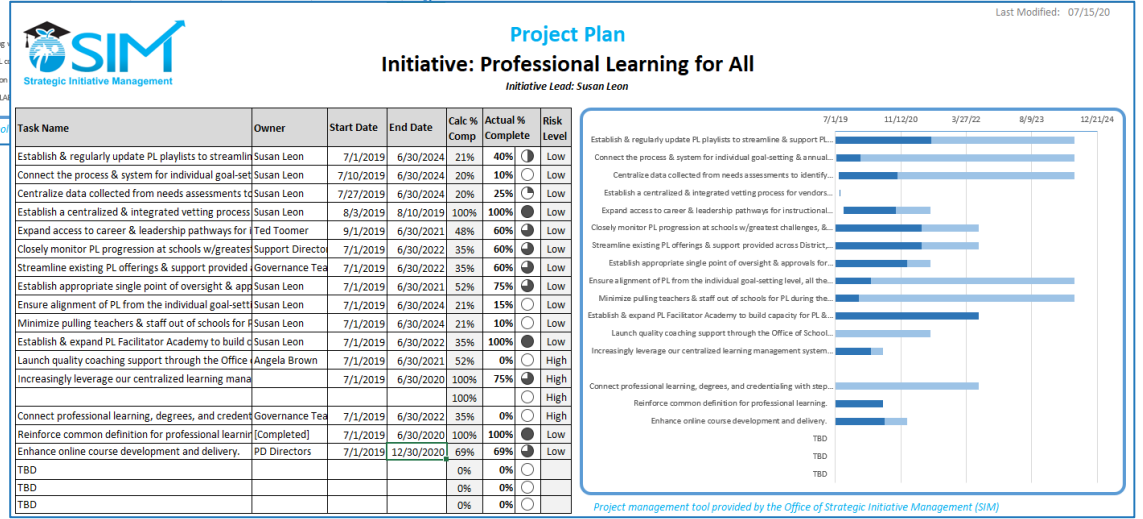 Last Modified: 07/15/20
SIM
Strategic Initiative Management
Project Plan
Initiative: Professional Learning for All
Initiative Lead: Susan Leon
Task Name Owner Start Date End Date Calc % Comp Actual % Complete Risk Level
Establish & regularly update PL playlists to streamlin Susan Leon 7/1/2019 6/30/2024 21% 40% Low
Connect the process & system for individual goal-set Susan Leon 7/10/2019 6/30/2024 20% 10% Low
Centralize data collected from needs assessments to Susan Leon 7/27/2019 6/30/2024 20% 25% Low
Establish a centralized & integrated vetting process Susan Leon 8/3/2019 8/10/2019 100% 100% Low
Expand access to career & leadership pathways for i Ted Toomer 9/1/2019 6/30/2021 48% 60% Low
Closely monitor PL progression at schools w/greates Support Director 7/1/2019 6/30/2022 35% 60% Low
Streamline existing PL offerings & support provided Governance Tea 7/1/2019 6/30/2022 35% 60% Low
Establish appropriate single point of oversight & app Susan Leon 7/1/2019 6/30/2021 52% 75% Low
Ensure alignment of PL from the individual goal-setti Susan Leon 7/1/2019 6/30/2024 21% 15% Low
Minimize pulling teachers & staff out of schools for P Susan Leon 7/1/2019 6/30/2024 21% 10% Low
Establish & expand PL Facilitator Academy to build c Susan Leon 7/1/2019 6/30/2022 35% 100% Low
Launch quality coaching support through the Office Angela Brown 7/1/2019 6/30/2021 52% 0% High
Increasingly leverage our centralized learning mana 7/1/2019 6/30/2020 100% 75% High
100% High
Connect professional learning, degrees, and credent Governance Tea 7/1/2019 6/30/2022 35% 0% High
Reinforce common definition for professional learnin [Completed] 7/1/2019 6/30/2020 100% 100% Low
Enhance online course development and delivery. PD Directors 7/1/2019 12/30/2020 69% 69% Low
TBD 0% 0%
TBD 0% 0%
TBD 0% 0%
7/1/19 11/12/20 3/27/22 8/9/23 12/21/24
Establish & regularly update PL playlists to streamline & support PL...
Connect the process & system for individual goal-setting & annual...
Centralize data collected from needs assessments to identify...
Establish a centralized & integrated vetting process for vendors...
Expand access to career & leadership pathways for instructional...
Closely monitor PL progression at schools w/greatest challenges, &...
Streamline existing PL offerings & support provided across District,...
Establish appropriate single point of oversight & approvals for...
Ensure alignment of PL from the individual goal-setting level, all the...
Minimize pulling teachers & staff out of schools for PL during the...
Establish & expand PL Facilitator Academy to build capacity for PL &...
Launch quality coaching support through the Office of School...
Increasingly leverage our centralized learning management system...
Connect professional learning, degrees, and credentialing with step...
Reinforce common definition for professional learning.
Enhance online course development and delivery.
TBD
TBD
TBD
Project management tool provided by the Office of Strategic Initiative Management (SIM)